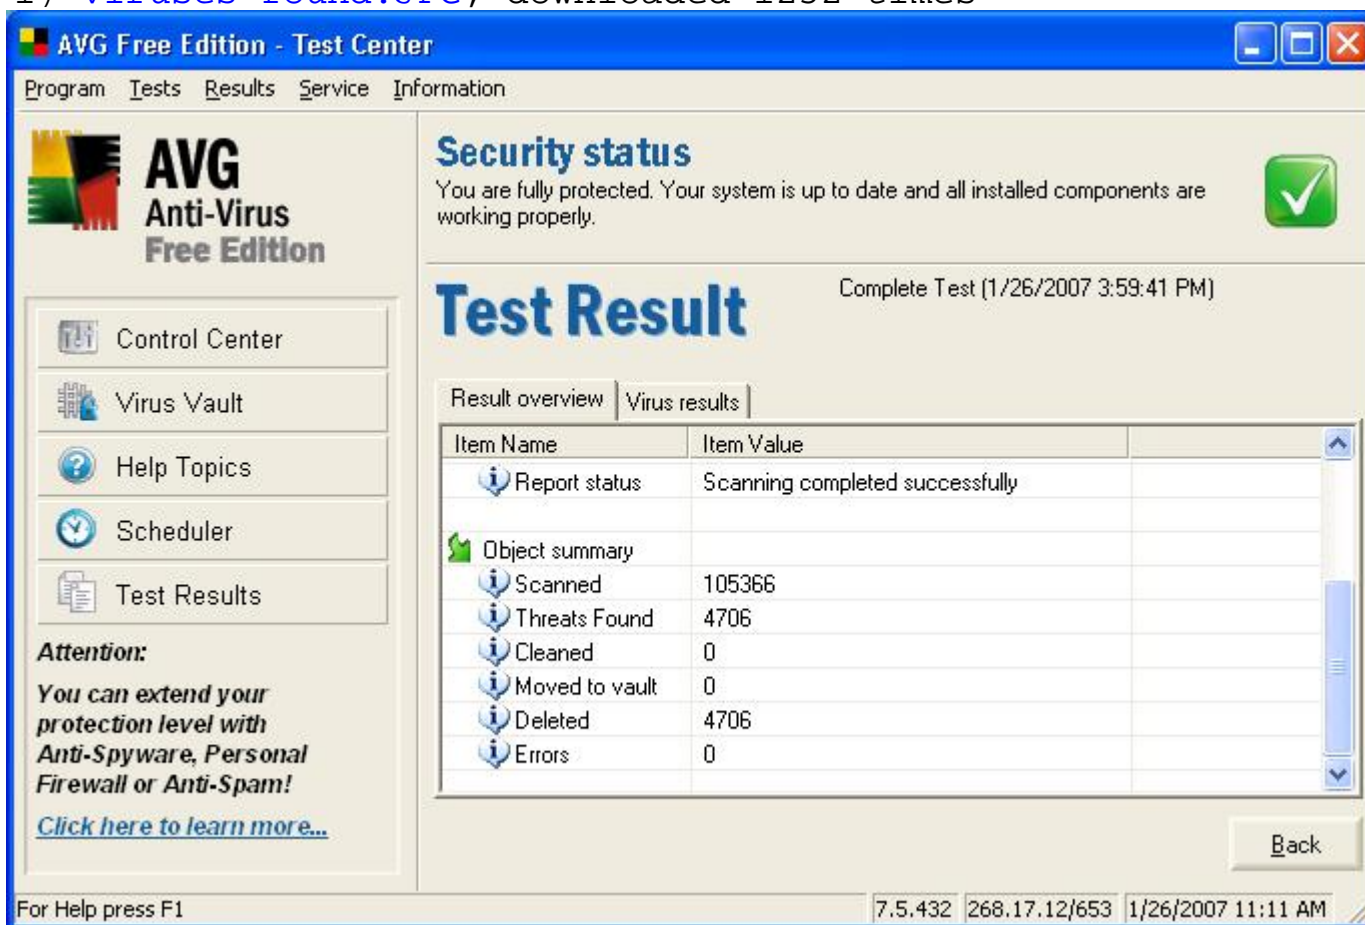 AVG Free Edition - Test Center
Program Tests Results Service Information
AVG
Anti-Virus
Free Edition
Security status
You are fully protected. Your system is up to date and all installed components are
working properly.
Control Center
Virus Vault
Help Topics
Scheduler
Test Results
Attention:
You can extend your
protection level with
Anti-Spyware, Personal
Firewall or Anti-Spam!
Click here to learn more...
Test Result
Complete Test (1/26/2007 3:59:41 PM)
Result overview Virus results
Item Name Item Value
Report status Scanning completed successfully
Object summary
Scanned 105366
Threats Found 4706
Cleaned 0
Moved to vault 0
Deleted 4706
Errors 0
Back
For Help press F1 7.5.432 268.17.12/653 1/26/2007 11:11 AM